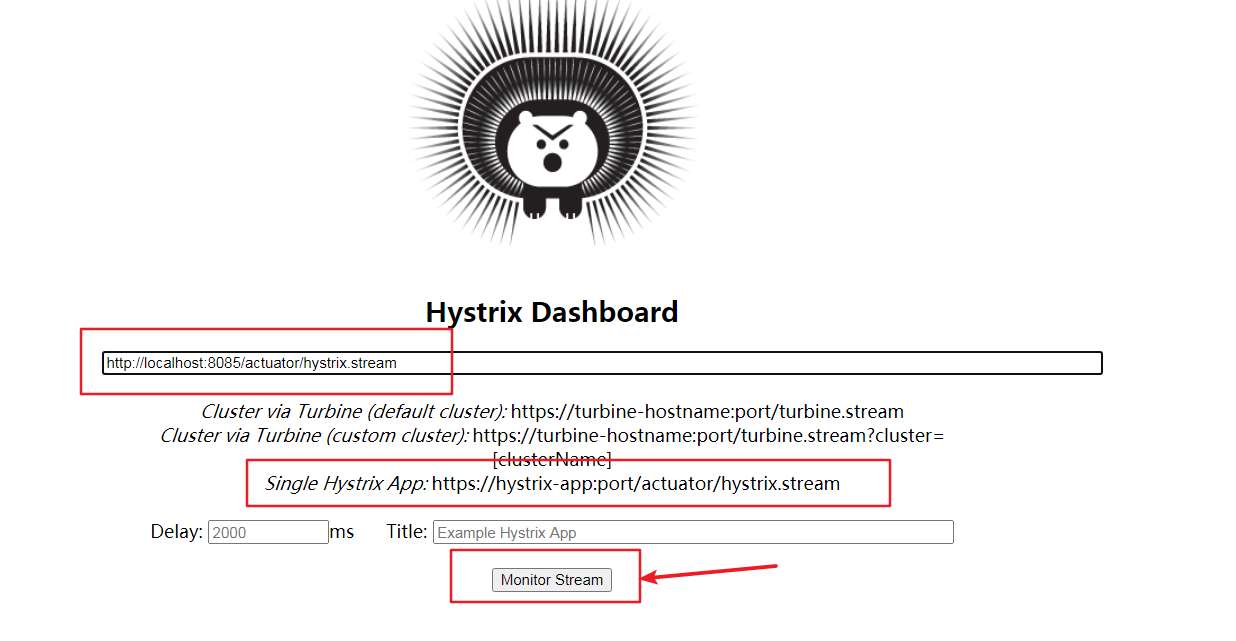 Hystrix Dashboard
http://localhost:8085/actuator/hystrix.stream
Cluster via Turbine (default cluster): https://turbine-hostname:port/turbine.stream
Cluster via Turbine (custom cluster): https://turbine-hostname:port/turbine.stream?cluster=
[clusterName]
Single Hystrix App: https://hystrix-app:port/actuator/hystrix.stream
Delay: 2000 ms Title: Example Hystrix App
Monitor Stream